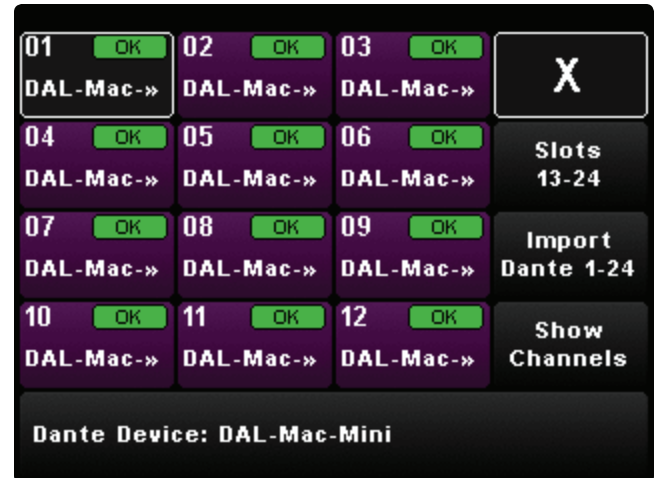 01 OK 02 OK 03 OK X
DAL-Mac-» DAL-Mac-» DAL-Mac-»
04 OK 05 OK 06 OK Slots
DAL-Mac-» DAL-Mac-» DAL-Mac-» 13-24
07 OK 08 OK 09 OK Import
DAL-Mac-» DAL-Mac-» DAL-Mac-» Dante 1-24
10 OK 11 OK 12 OK Show
DAL-Mac-» DAL-Mac-» DAL-Mac-» Channels
Dante Device: DAL-Mac-Mini